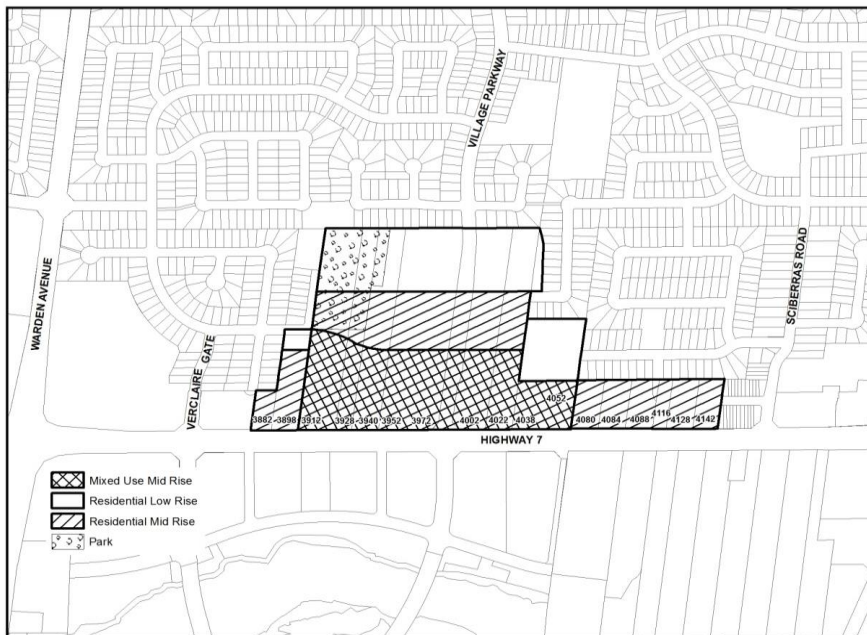 VILLAGE PARKWAY
WARDEN AVENUE
SCIBERRAS ROAD
VERCLAIRE GATE
4052
3882 3898 3912 3928 3940 3952 3972 4002 4022 4038 4080 4084 4088 4116 4128 4142
HIGHWAY 7
Mixed Use Mid Rise
Residential Low Rise
Residential Mid Rise
Park